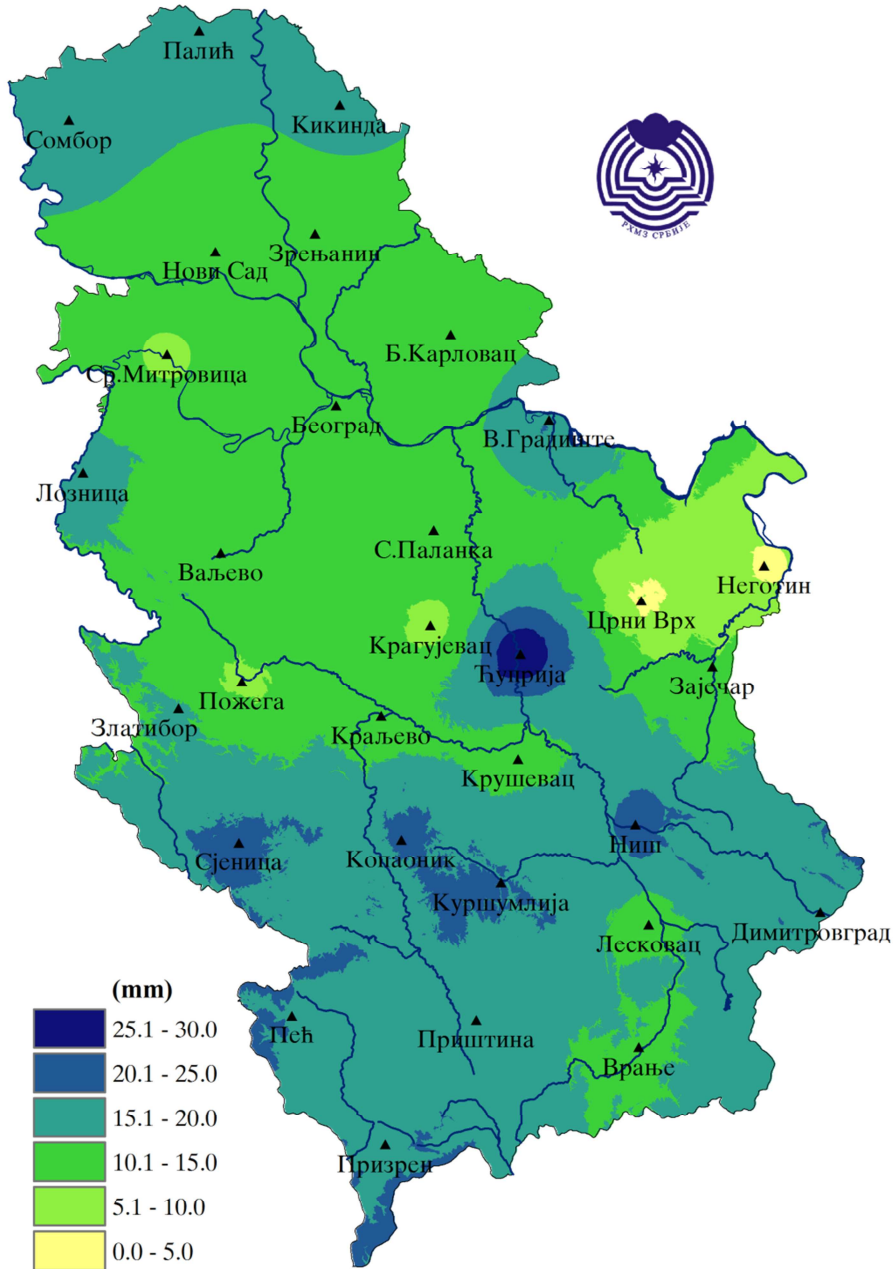 Палић
Кикинда
Сомбор
РХМЗ СРБИЈЕ
Зрењанин
Нови Сад
Б.Карловац
Ср.Митровица
Београд
В.Градиште
Лозница
С.Паланка
Ваљево
Неготин
Црни Врх
Крагујевац
Ћуприја
Зајечар
Пожега
Златибор
Краљево
Крушевац
Ниш
Сјеница
Копаоник
Куршумлија
Лесковац
Димитровград
(mm)
25.1 - 30.0
Пећ
Приштина
20.1 - 25.0
Врање
15.1 - 20.0
10.1 - 15.0
Призрен
5.1 - 10.0
0.0 - 5.0